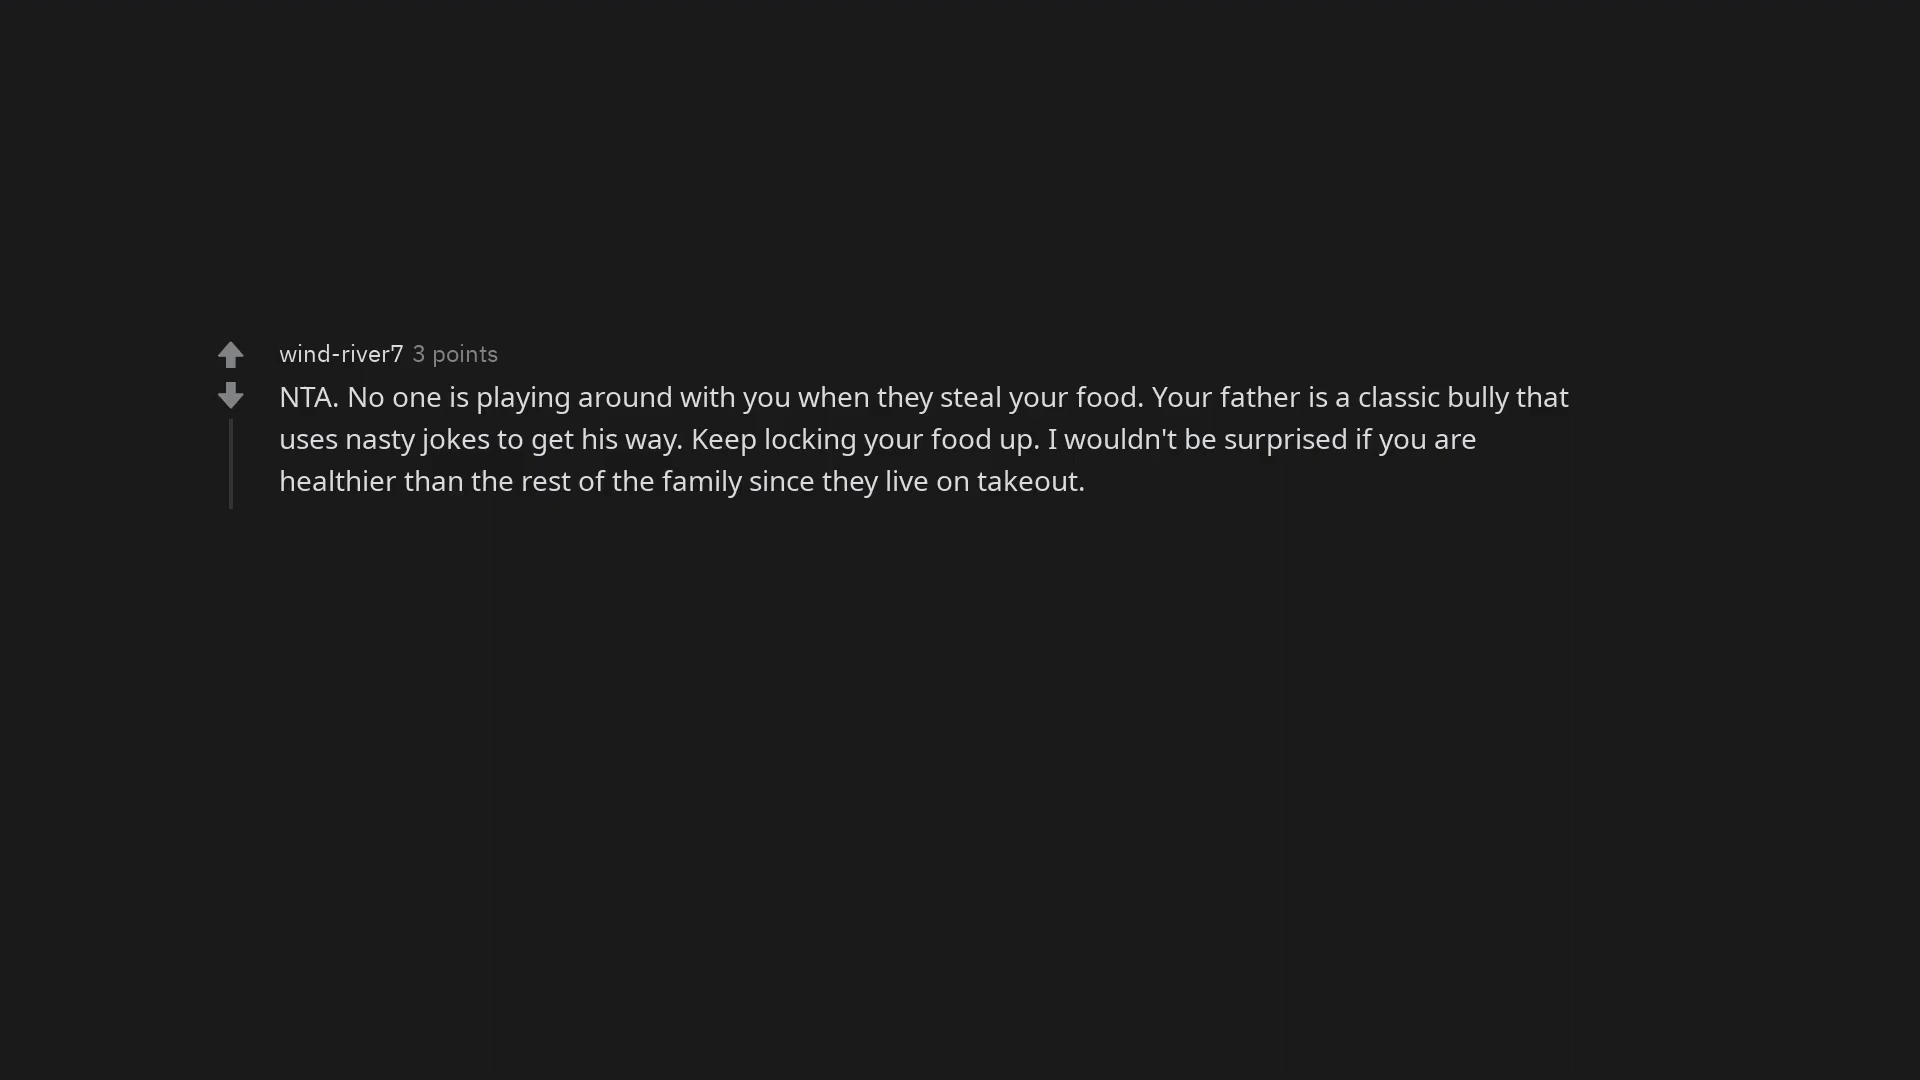 wind-river7 3 points
NTA. No one is playing around with you when they steal your food. Your father is a classic bully that
uses nasty jokes to get his way. Keep locking your food up. I wouldn't be surprised if you are
healthier than the rest of the family since they live on takeout.